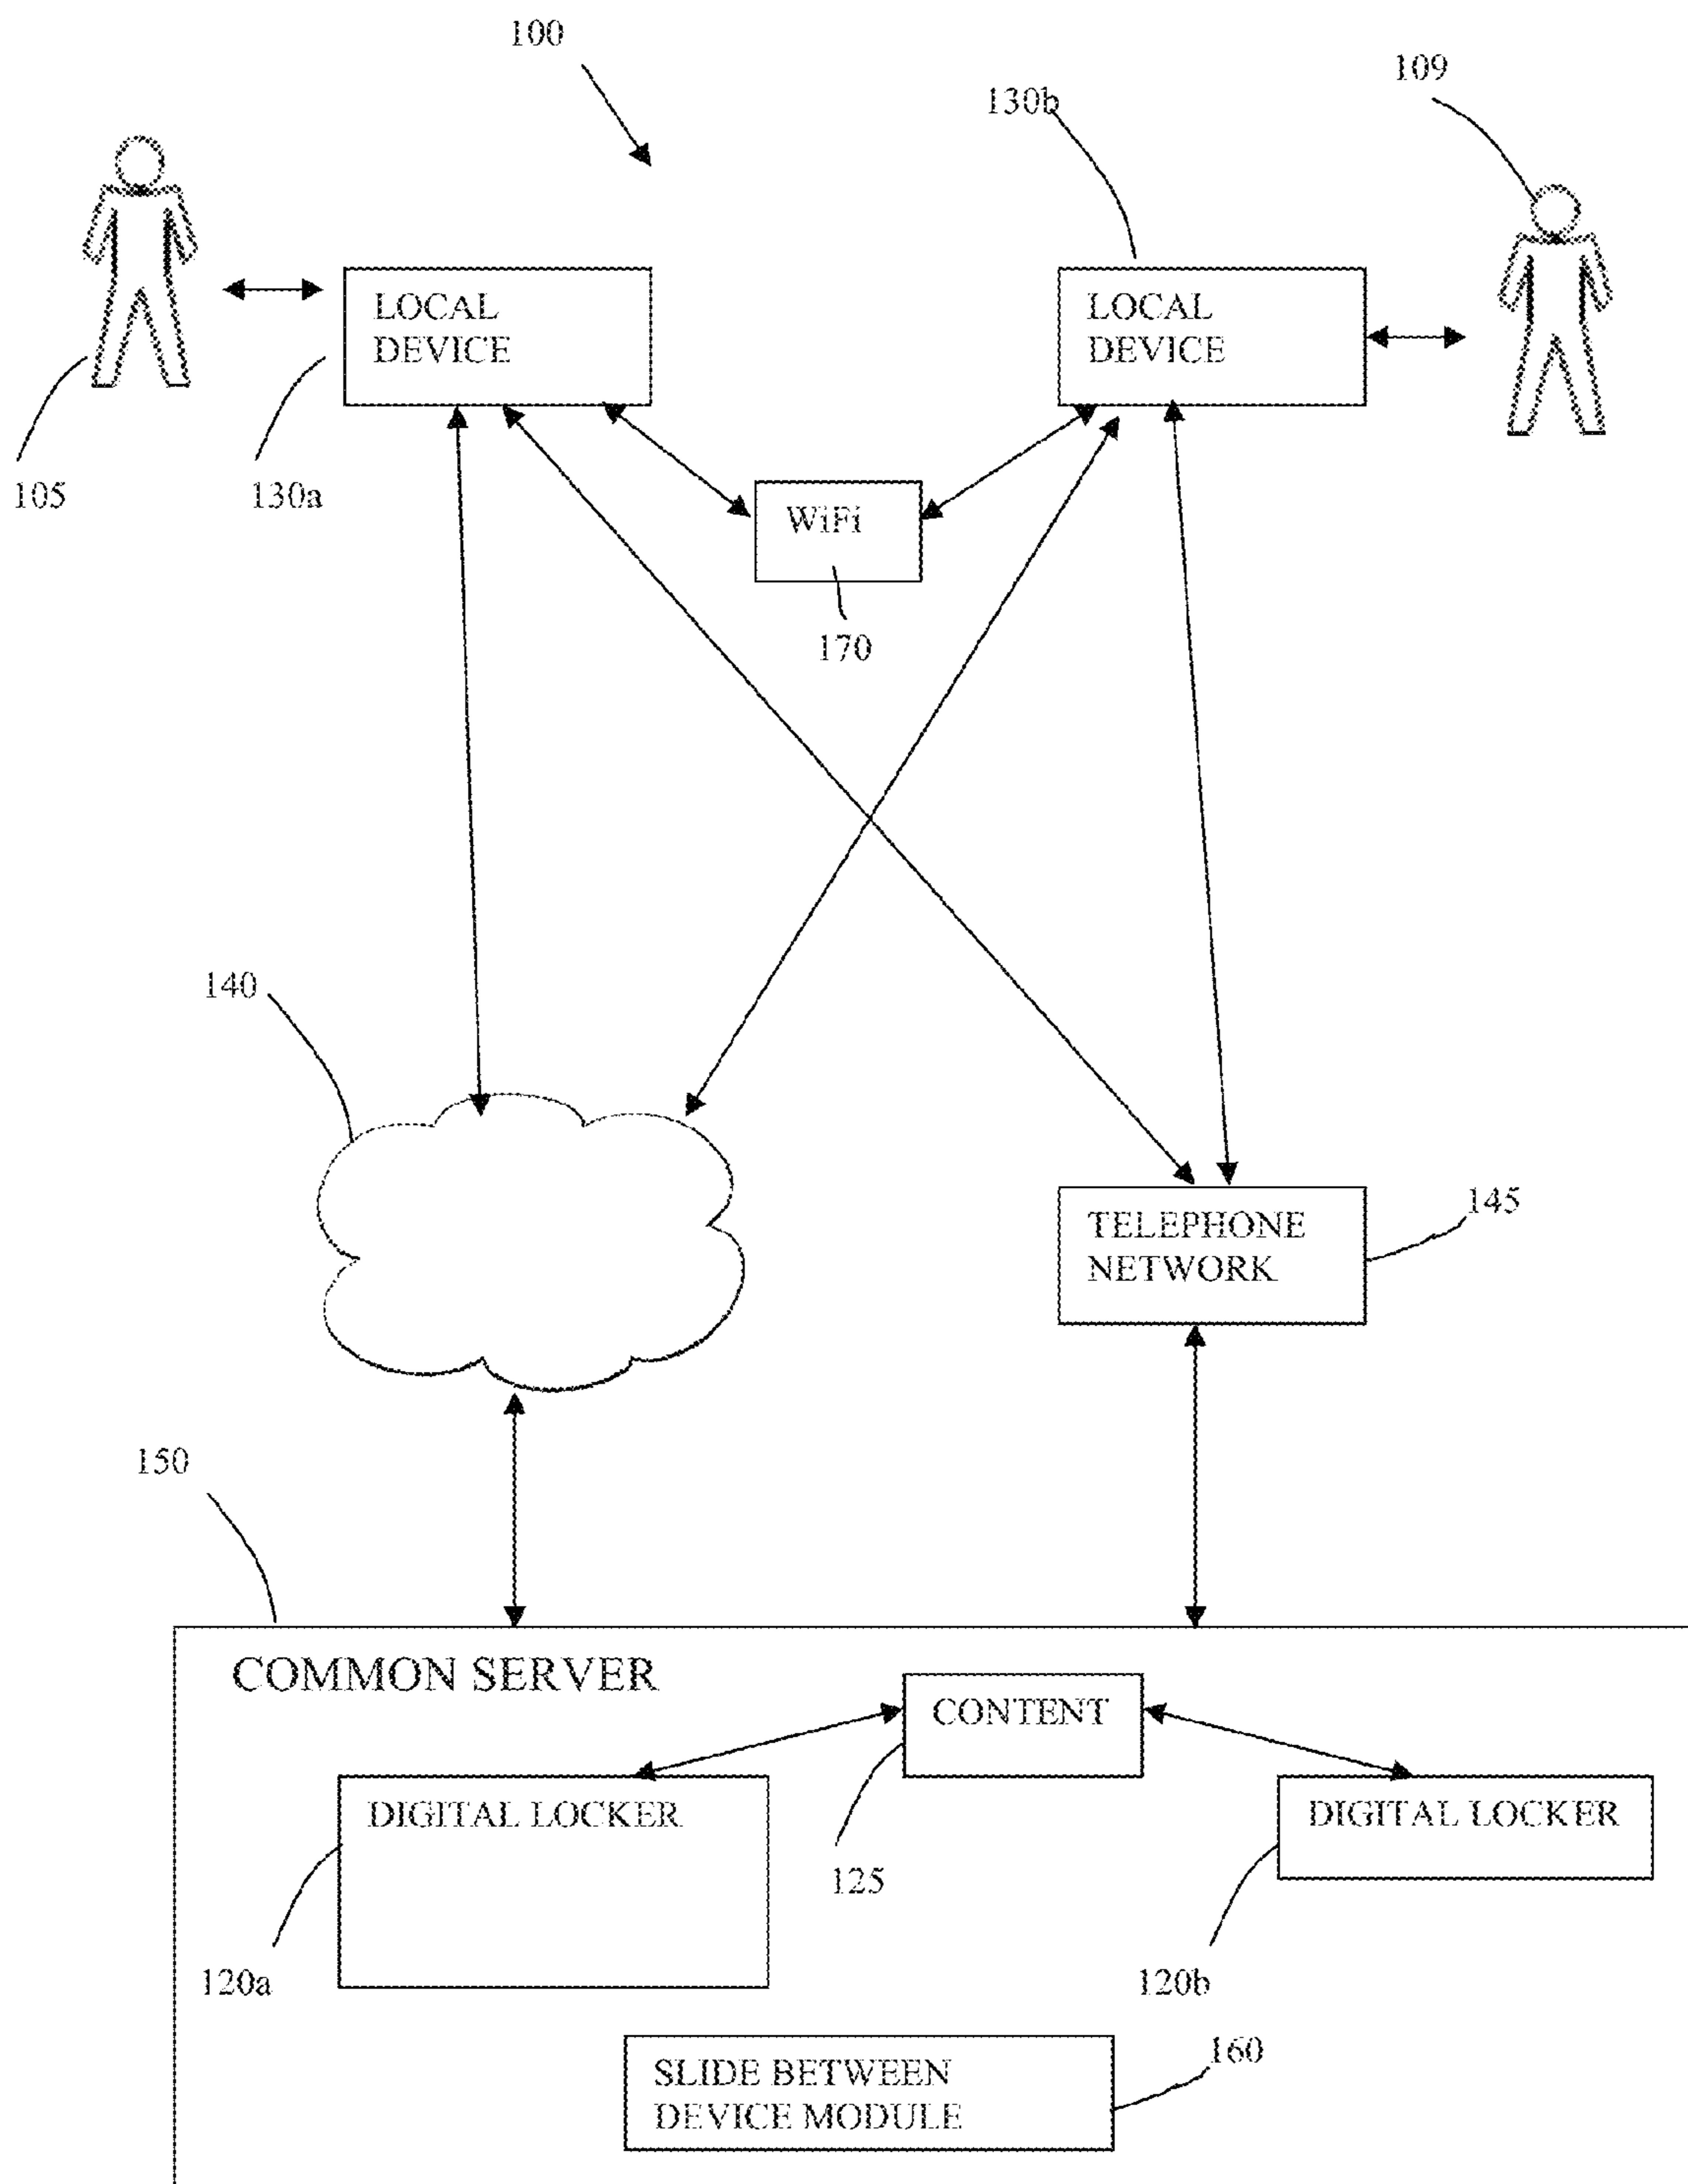 100
109
130b
LOCAL
DEVICE
LOCAL
DEVICE
105
130a
WiFi
170
140
145
TELEPHONE
NETWORK
150
COMMON SERVER
CONTENT
DIGITAL LOCKER
DIGITAL LOCKER
125
120a
120b
160
SLIDE BETWEEN
DEVICE MODULE